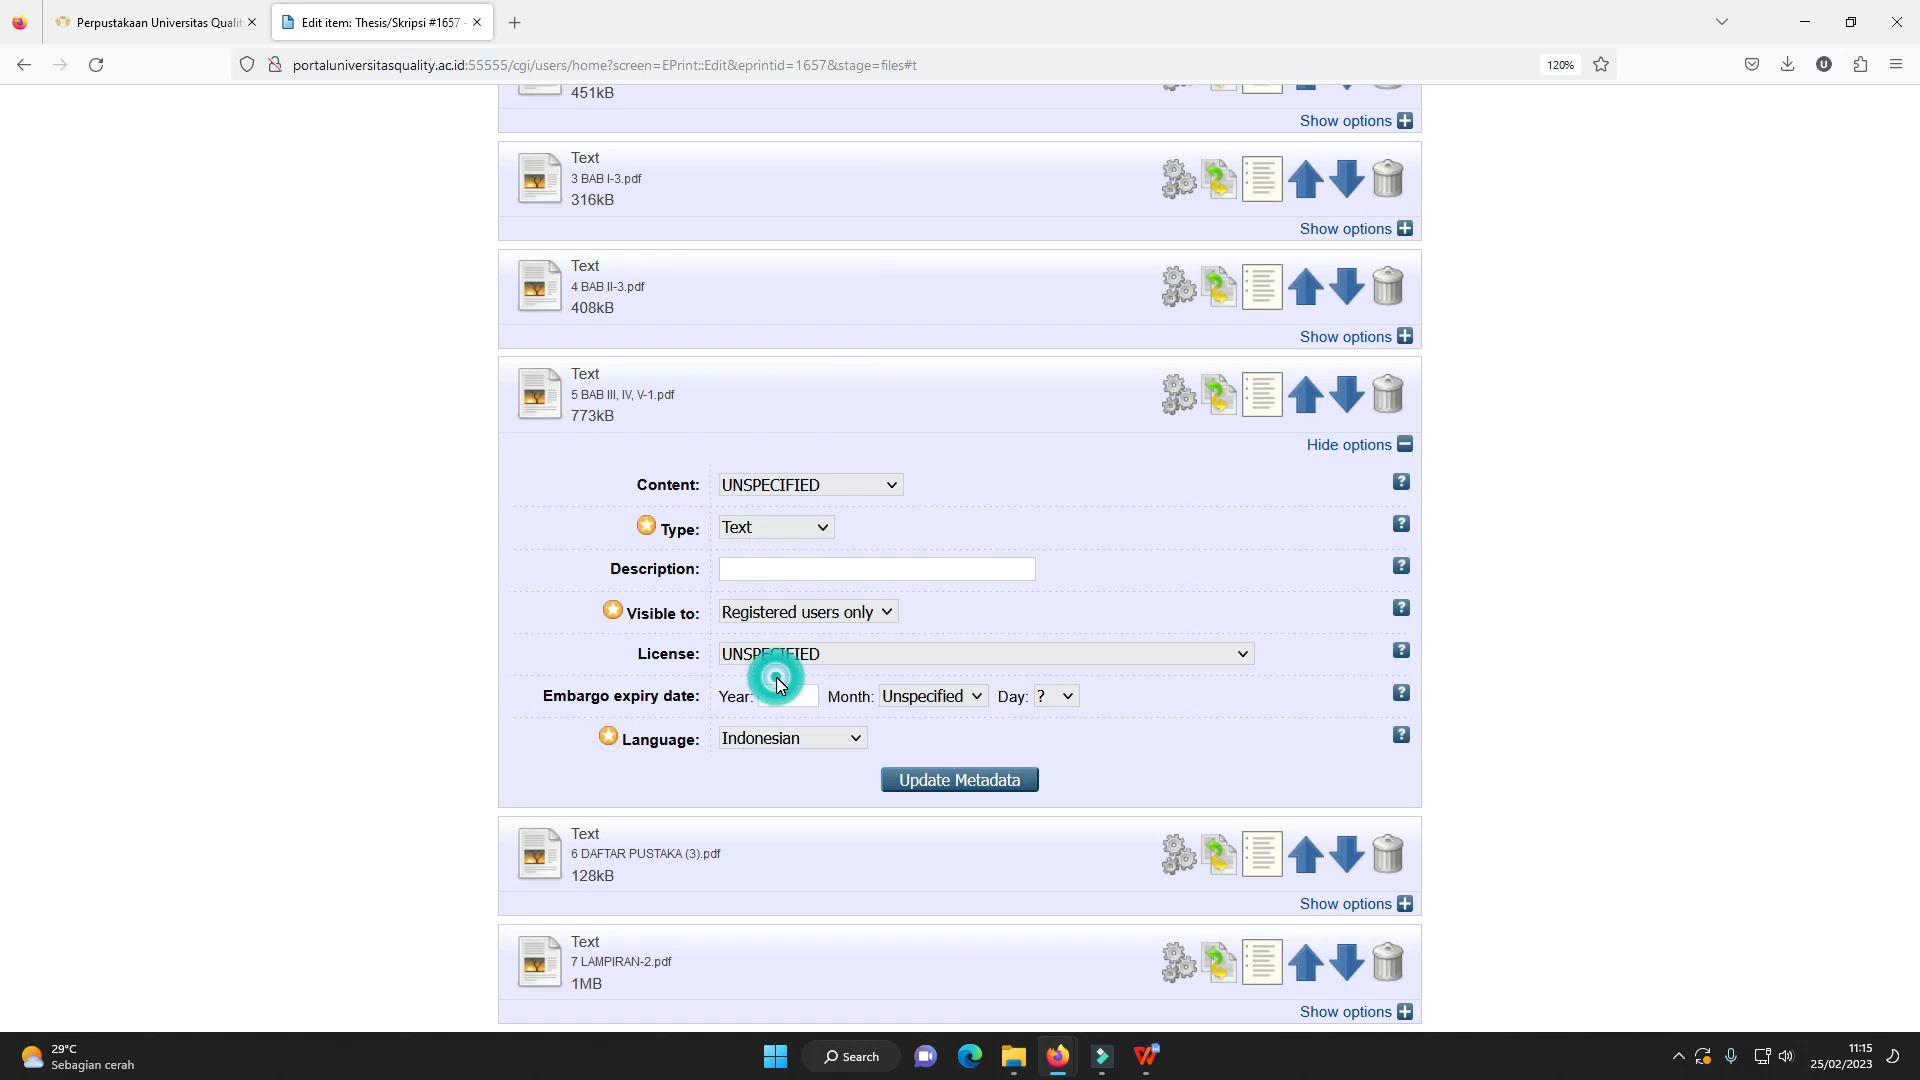 Perpustakaan Universitas Qualit
Edit item: Thesis/Skripsi #1657 -
portaluniversitasquality.ac.id:55555/cgi/users/home?screen=EPrint::Edit&eprintid=1657&stage=files#t
120%
451kB
Show options
Text
3 BAB I-3.pdf
316kB
Show options
Text
4 BAB II-3.pdf
408kB
Show options
Text
5 BAB III, IV, V-1.pdf
773kB
Hide options
Content: UNSPECIFIED ?
Type: Text ?
Description: ?
Visible to: Registered users only ?
License: UNSPECIFIED ?
Embargo expiry date: Year: Month: Unspecified Day: ? ?
Language: Indonesian ?
Update Metadata
Text
6 DAFTAR PUSTAKA (3).pdf
128kB
Show options
Text
7 LAMPIRAN-2.pdf
1MB
Show options
29°C
Sebagian cerah
Search
11:15
25/02/2023